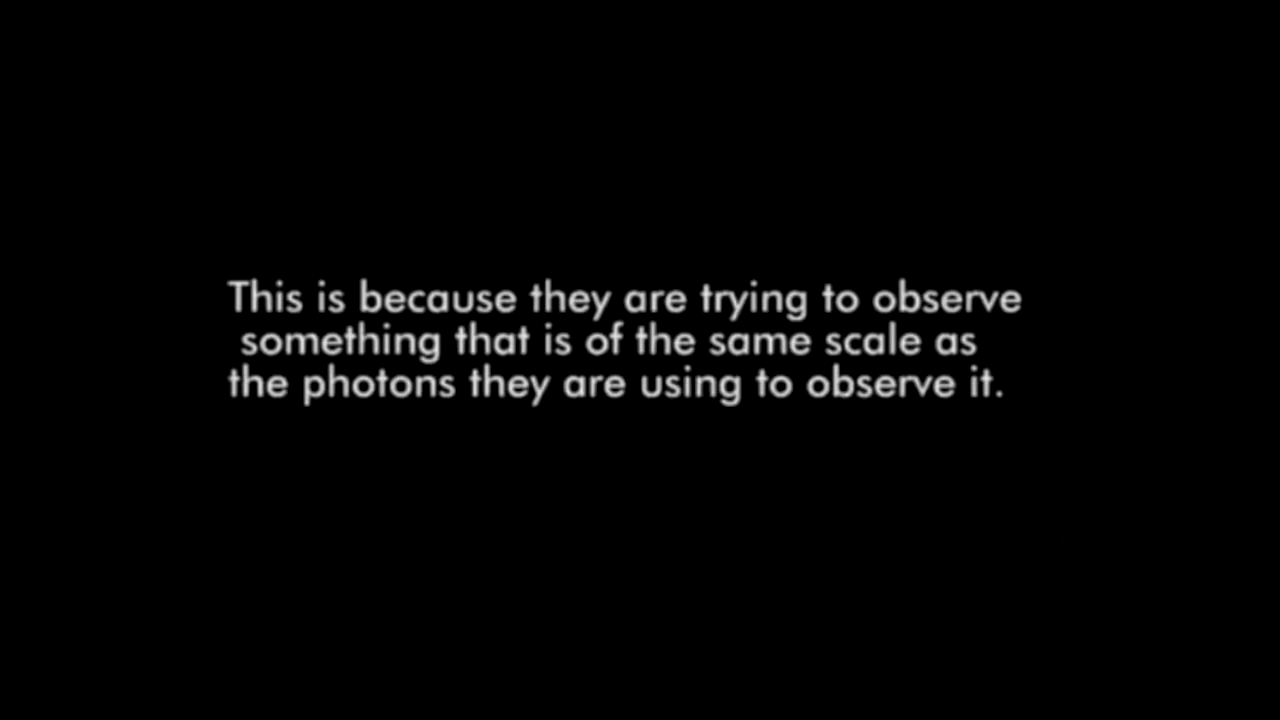 This is because they are trying to observe
something that is of the same scale as
the photons they are using to observe it.